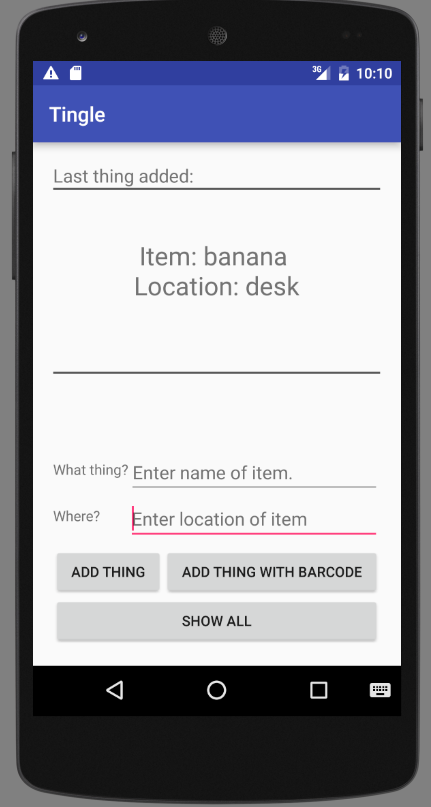 3G 10:10
Tingle
Last thing added:
Item: banana
Location: desk
What thing? Enter name of item.
Where? Enter location of item
ADD THING ADD THING WITH BARCODE
SHOW ALL